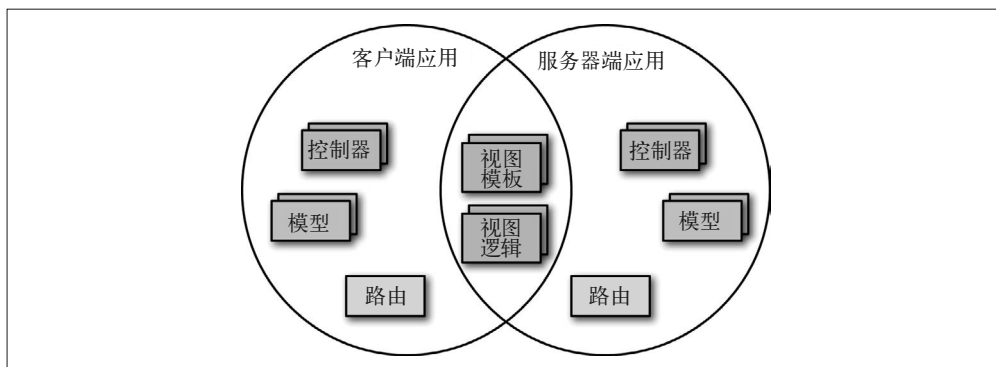 客户端应用
服务器端应用
控制器
视图
模板
控制器
模型
视图
逻辑
模型
路由
路由